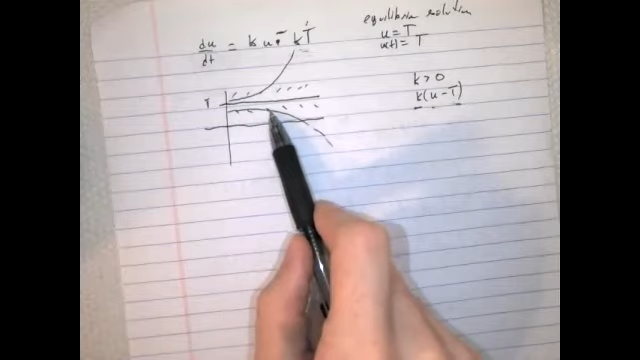 equilibrium solution
du/dt = ku - kT
u = T
u(t) = T
k > 0
k(u-T)
T